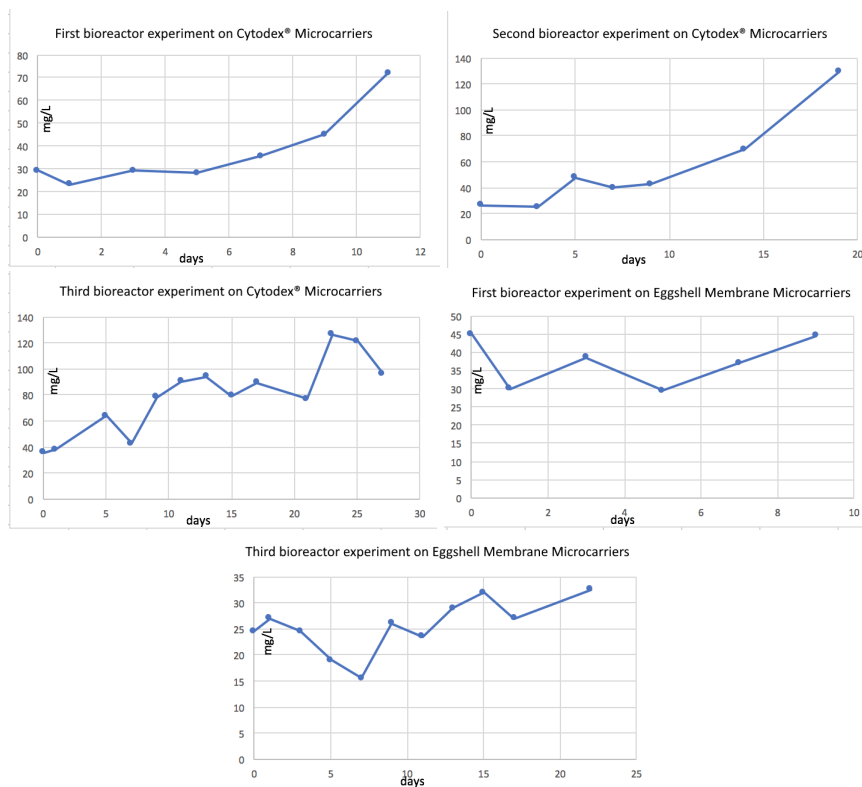 First bioreactor experiment on Cytodex® Microcarriers
80
70
60
50
40
30
20
10
0
mg/L
0 2 4 6 8 10 12
days
Second bioreactor experiment on Cytodex® Microcarriers
140
120
100
80
60
40
20
0
mg/L
0 5 10 15 20
days
Third bioreactor experiment on Cytodex® Microcarriers
140
120
100
80
60
40
20
0
mg/L
0 5 10 15 20 25 30
days
First bioreactor experiment on Eggshell Membrane Microcarriers
50
45
40
35
30
25
20
15
10
5
0
mg/L
0 2 4 6 8 10
days
Third bioreactor experiment on Eggshell Membrane Microcarriers
35
30
25
20
15
10
5
0
mg/L
0 5 10 15 20 25
days